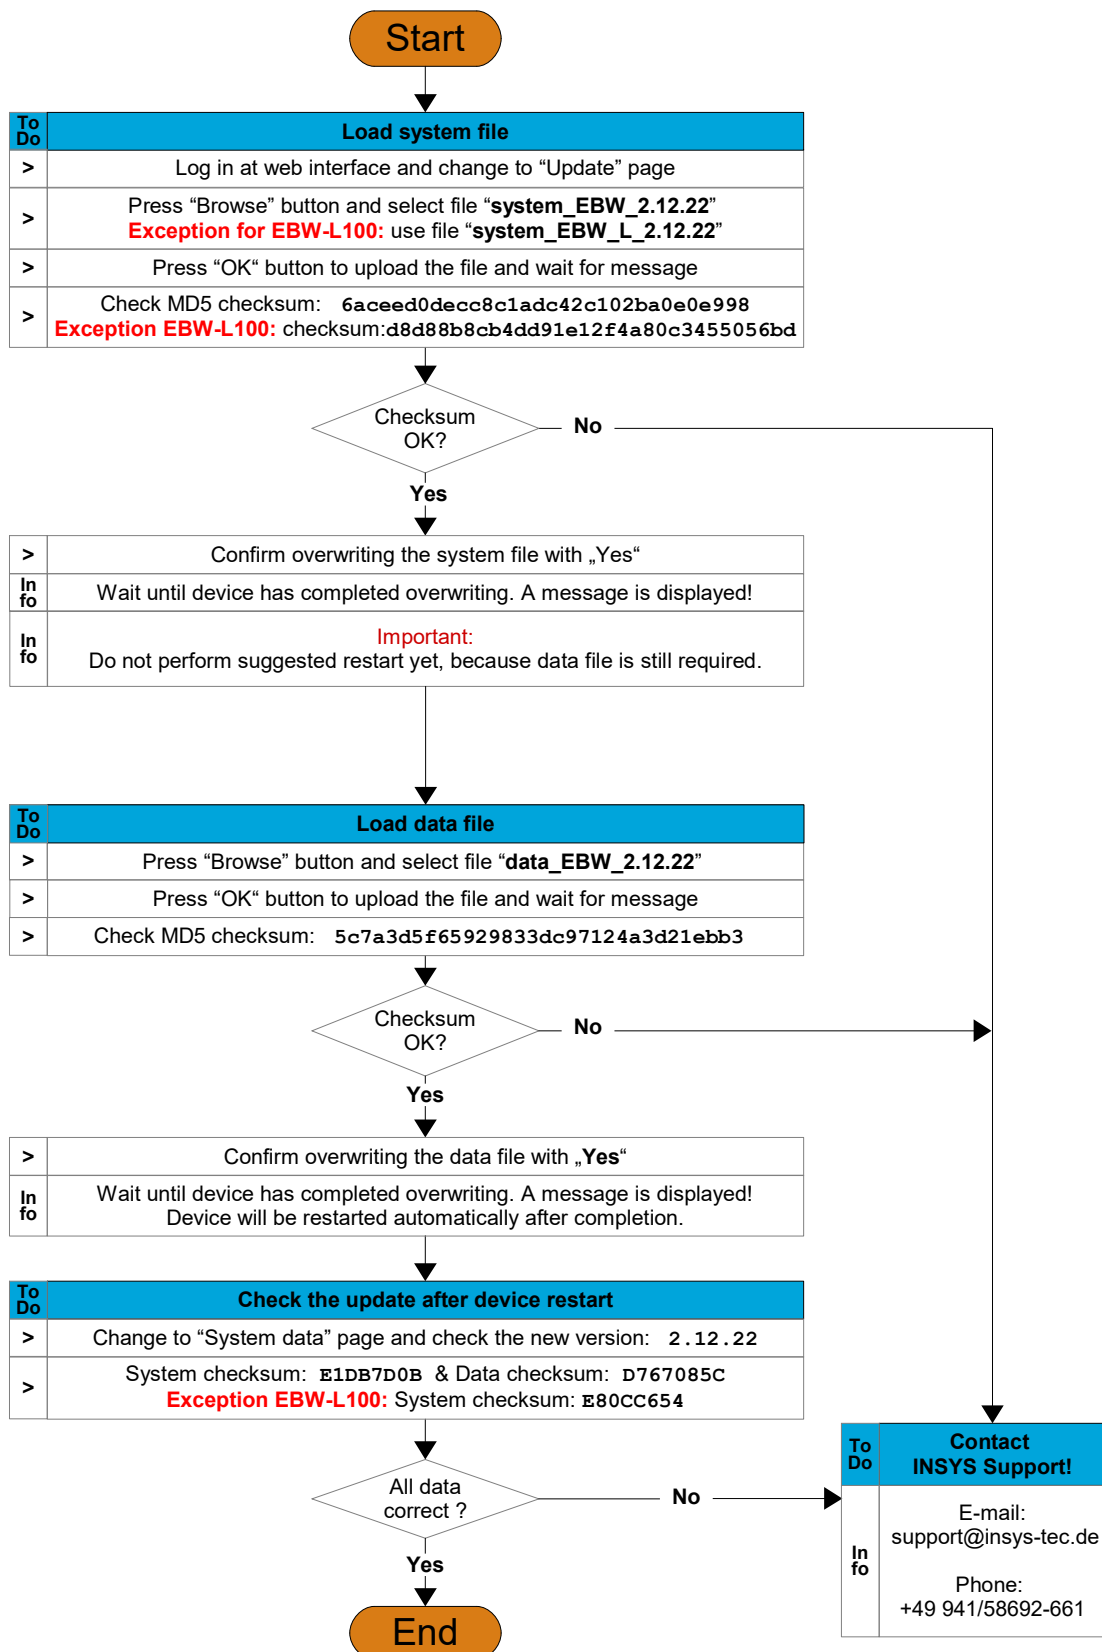 Start
To Do
Load system file
>
Log in at web interface and change to “Update” page
>
Press “Browse” button and select file “system_EBW_2.12.22”
Exception for EBW-L100: use file “system_EBW_L_2.12.22”
>
Press “OK“ button to upload the file and wait for message
>
Check MD5 checksum: 6aceed0decc8c1adc42c102ba0e0e998
Exception EBW-L100: checksum:d8d88b8cb4dd91e12f4a80c3455056bd
Checksum
OK?
No
Yes
>
Confirm overwriting the system file with „Yes“
In fo
Wait until device has completed overwriting. A message is displayed!
In fo
Important:
Do not perform suggested restart yet, because data file is still required.
To Do
Load data file
>
Press “Browse” button and select file “data_EBW_2.12.22”
>
Press “OK“ button to upload the file and wait for message
>
Check MD5 checksum: 5c7a3d5f65929833dc97124a3d21ebb3
Checksum
OK?
No
Yes
>
Confirm overwriting the data file with „Yes“
In fo
Wait until device has completed overwriting. A message is displayed!
Device will be restarted automatically after completion.
To Do
Check the update after device restart
>
Change to “System data” page and check the new version: 2.12.22
>
System checksum: E1DB7D0B & Data checksum: D767085C
Exception EBW-L100: System checksum: E80CC654
All data
correct ?
No
Yes
End
To Do
Contact
INSYS Support!
In fo
E-mail:
support@insys-tec.de
Phone:
+49 941/58692-661